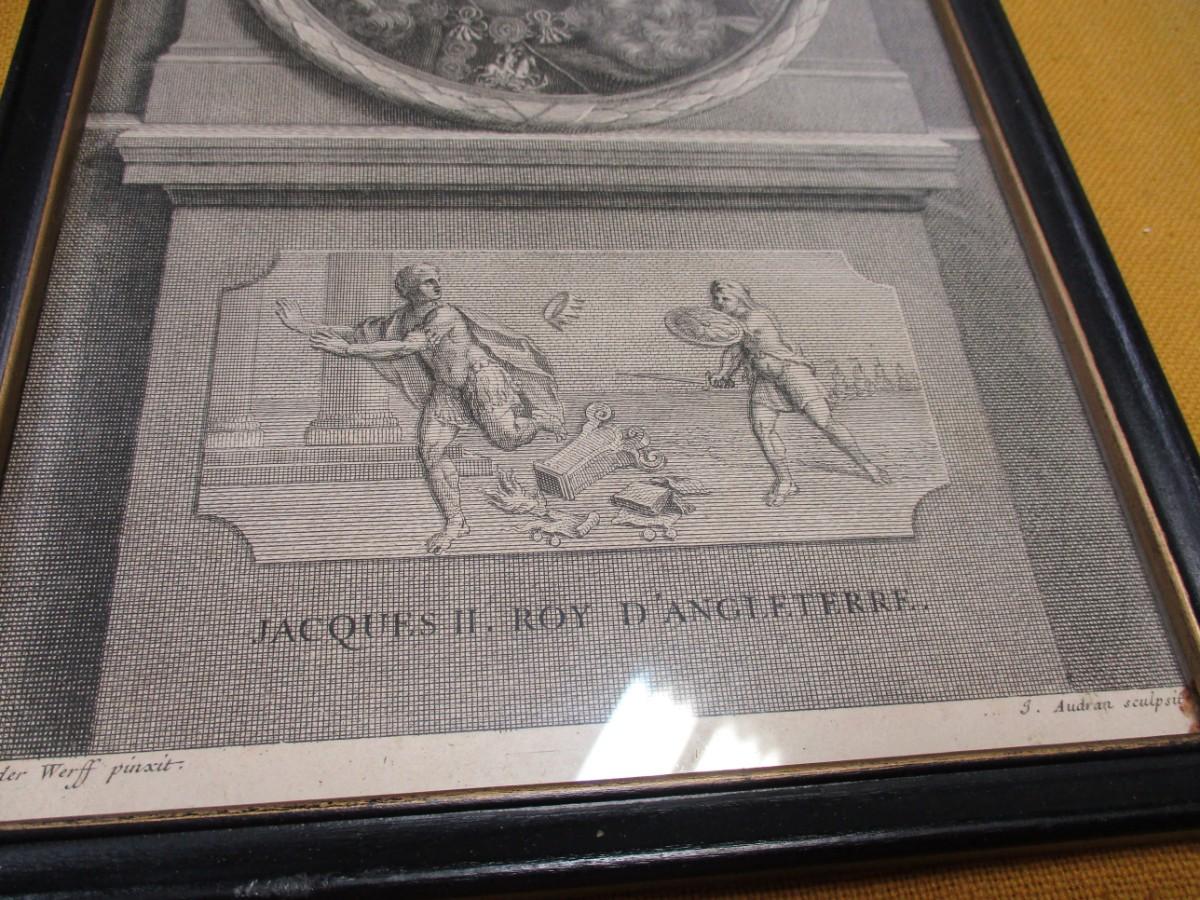 JACQUES II. ROY D'ANGLETERRE.
der Werff pinxit.
J. Audran sculpsit